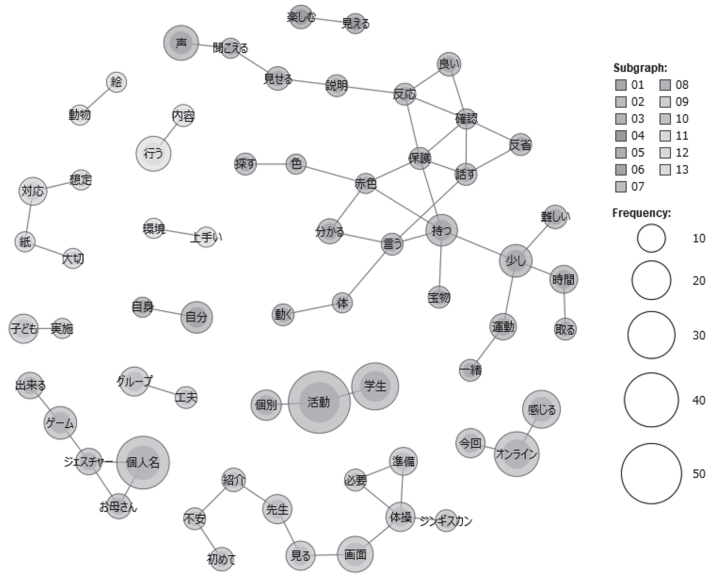 楽しむ
見える
声
聞こえる
見せる
説明
反応
良い
確認
反省
保護
話す
絵
動物
内容
行う
探す
色
赤色
対応
想定
紙
大切
環境
上手い
分かる
言う
持つ
難しい
少し
時間
宝物
体
動く
運動
取る
一緒
自身
自分
子ども
実施
グループ
工夫
個別
活動
学生
出来る
ゲーム
ジェスチャー
個人名
お母さん
感じる
今回
オンライン
紹介
不安
初めて
先生
見る
画面
準備
必要
体操
ジンギスカン
Subgraph:
01 08
02 09
03 10
04 11
05 12
06 13
07
Frequency:
10
20
30
40
50